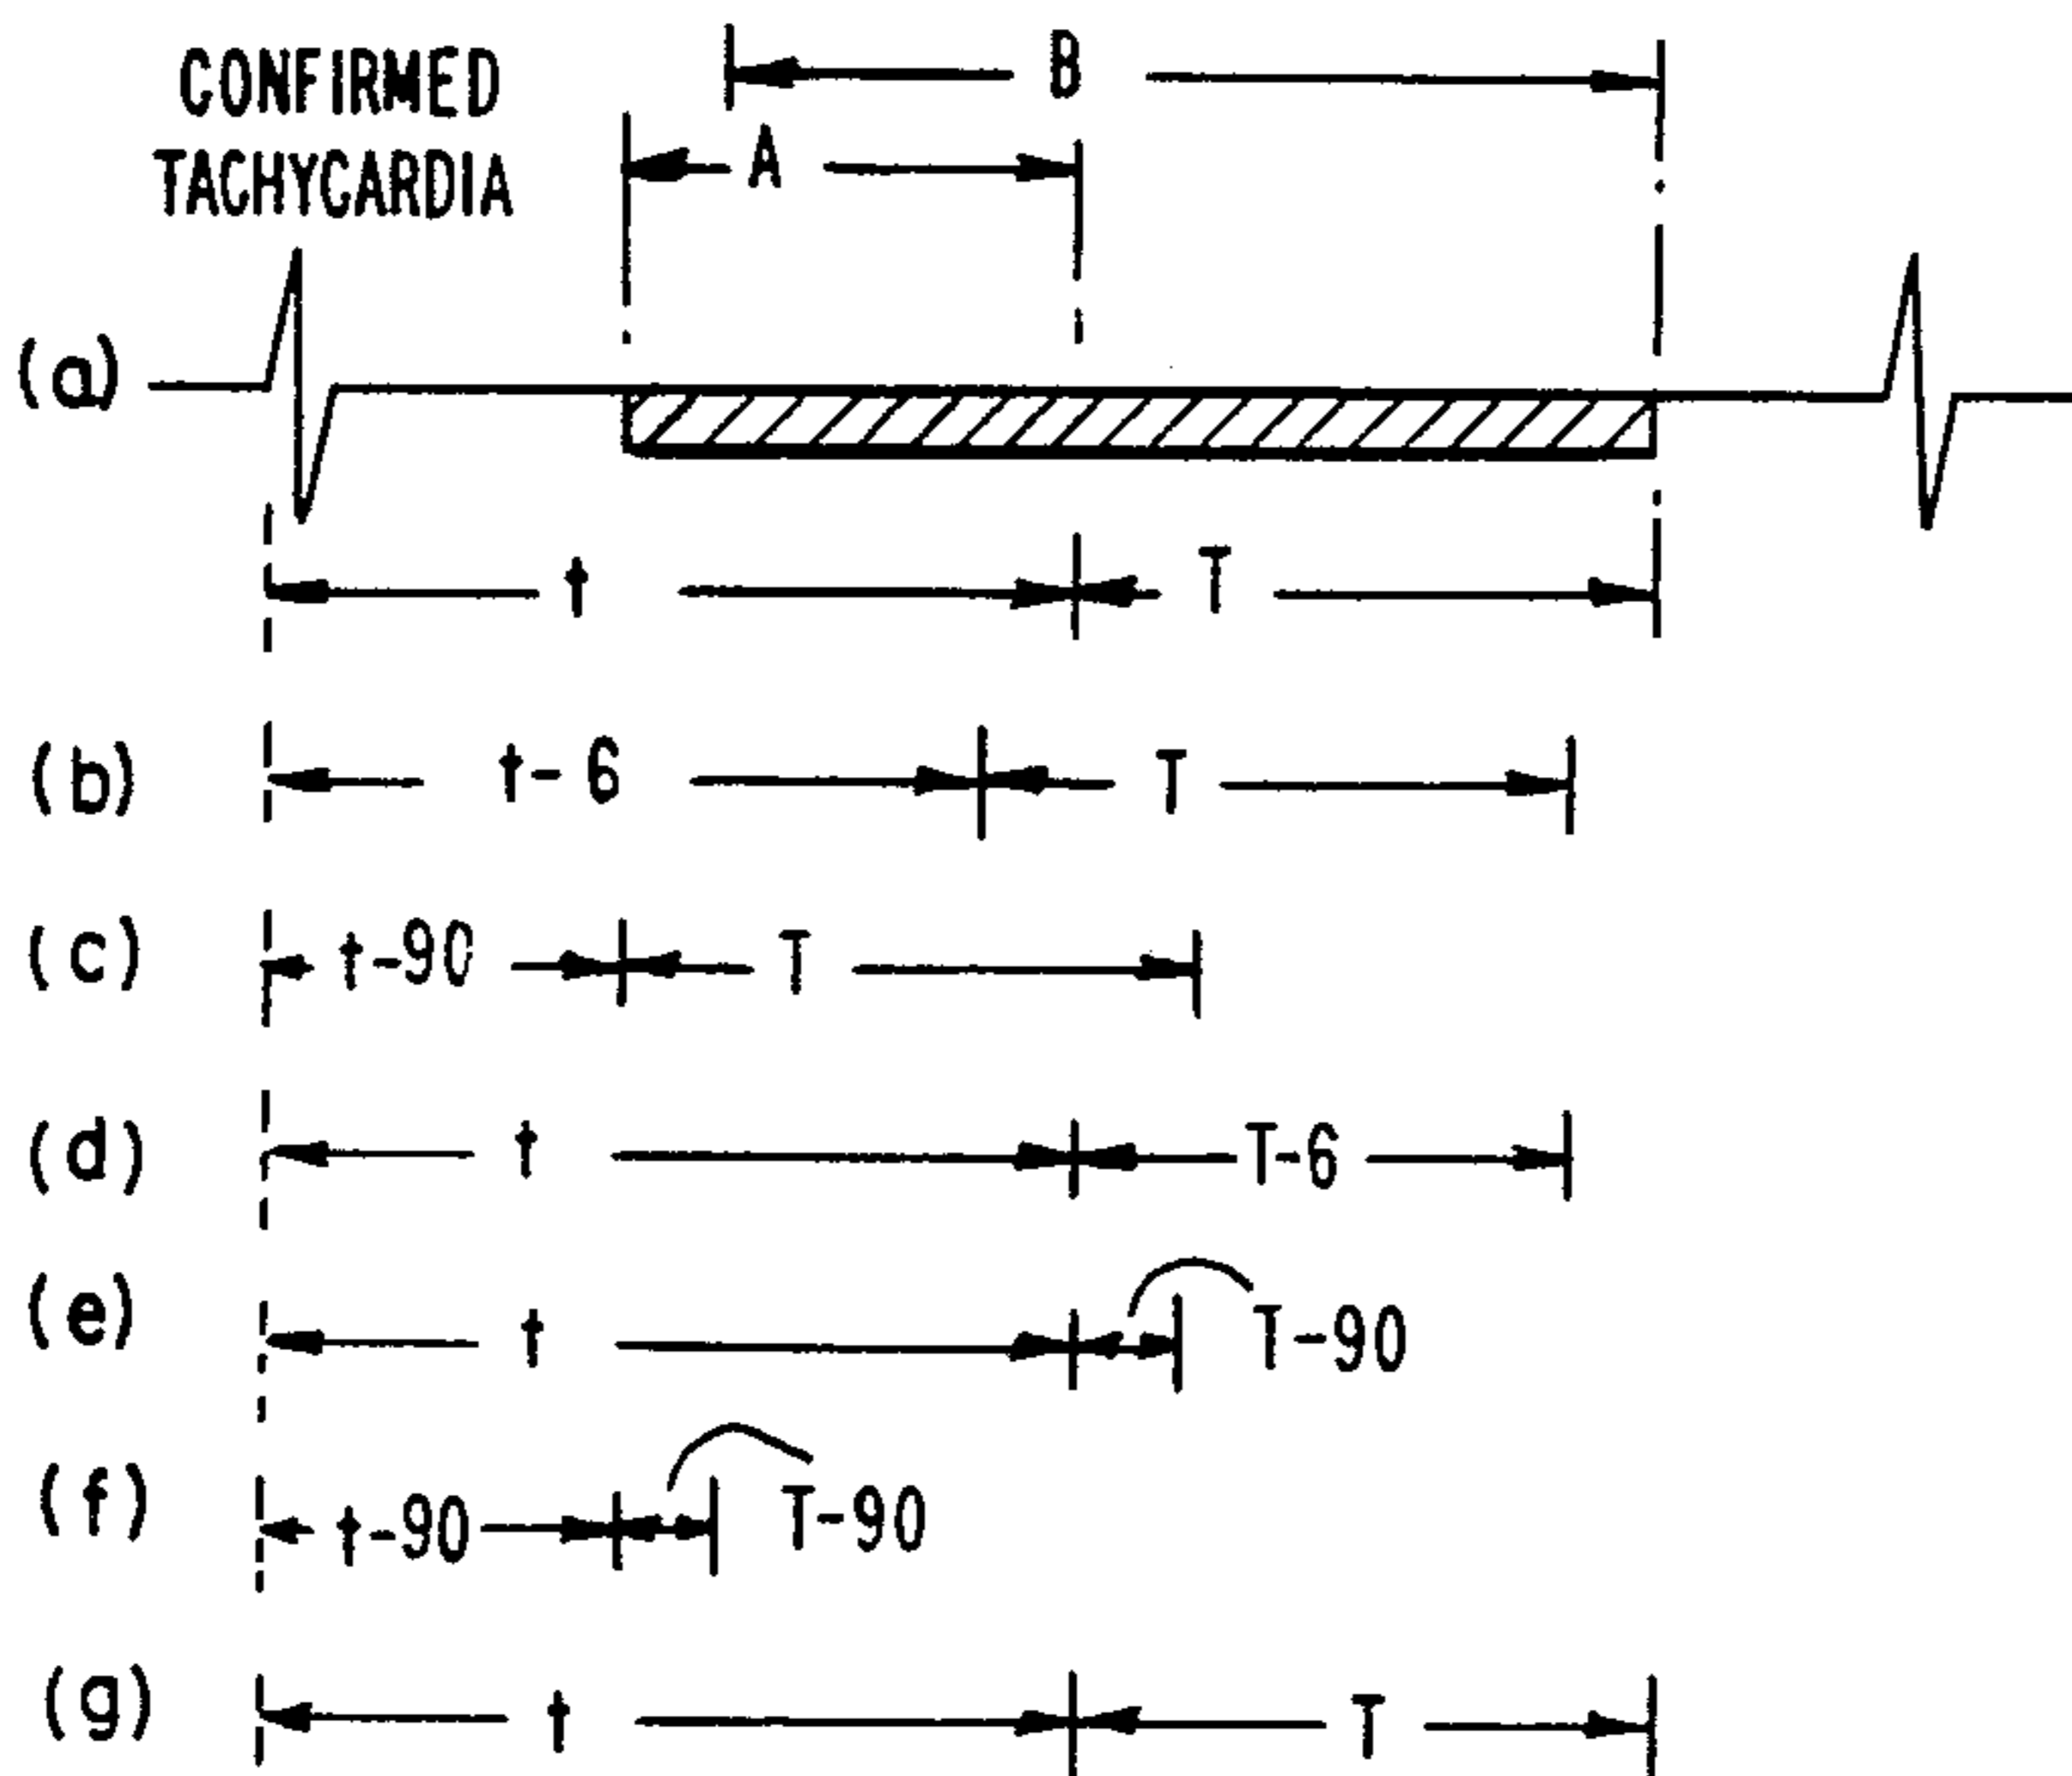 CONFIRMED
TACHYCARDIA
B
A
(a)
t T
(b) t-6 T
(c) t-90 T
(d) t T-6
(e) t T-90
(f) t-90 T-90
(g) t T